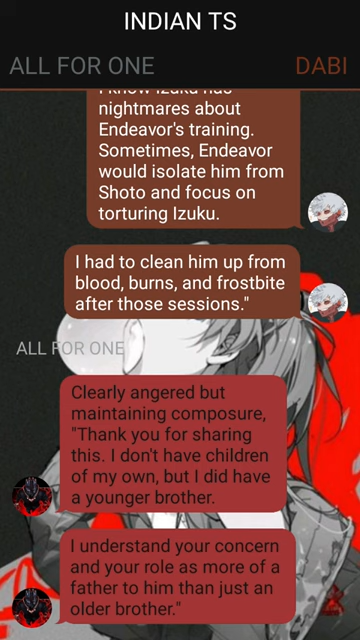 INDIAN TS
ALL FOR ONE
DABI
I know Izuku has
nightmares about
Endeavor's training.
Sometimes, Endeavor
would isolate him from
Shoto and focus on
torturing Izuku.
I had to clean him up from
blood, burns, and frostbite
after those sessions."
ALL FOR ONE
Clearly angered but
maintaining composure,
"Thank you for sharing
this. I don't have children
of my own, but I did have
a younger brother.
I understand your concern
and your role as more of a
father to him than just an
older brother."